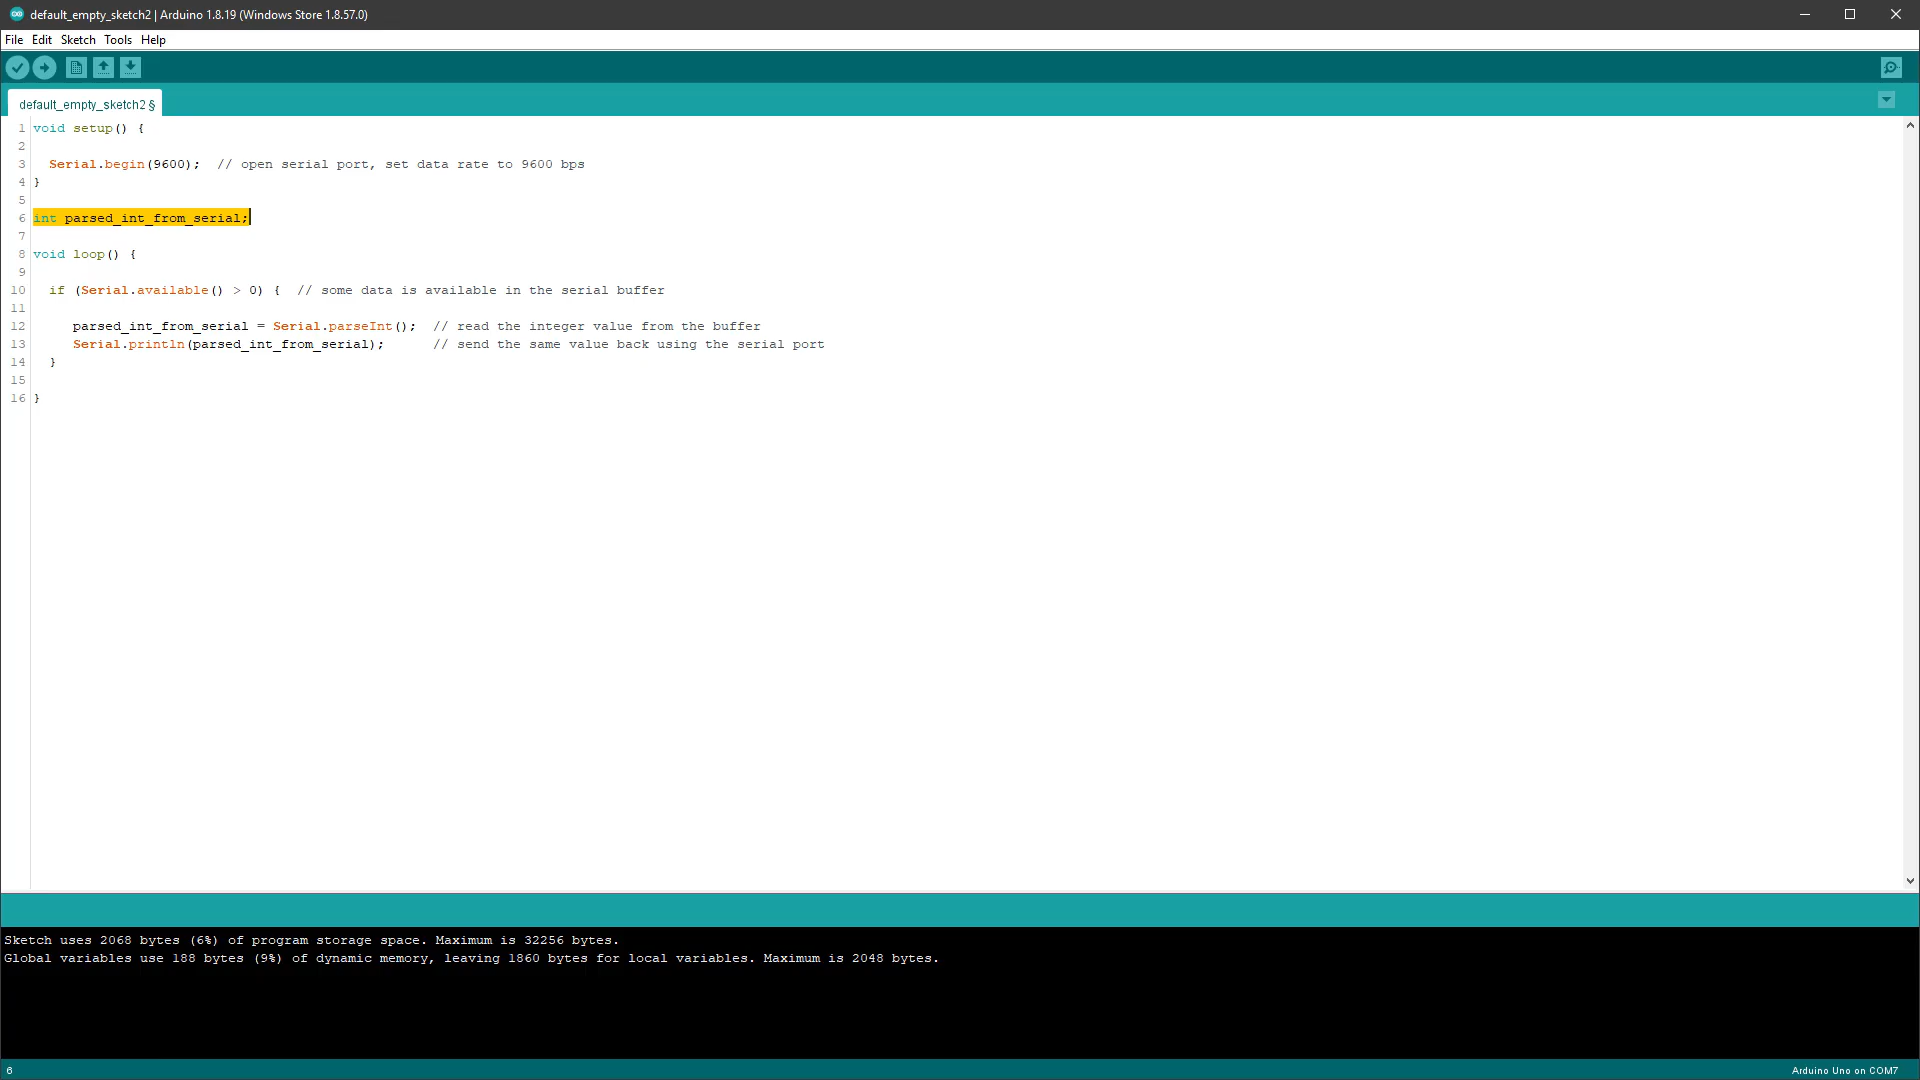 default_empty_sketch2 | Arduino 1.8.19 (Windows Store 1.8.57.0)
File Edit Sketch Tools Help
default_empty_sketch2 §
1 void setup() {
2
3   Serial.begin(9600);  // open serial port, set data rate to 9600 bps
4 }
5
6 int parsed_int_from_serial;
7
8 void loop() {
9
10   if (Serial.available() > 0) {  // some data is available in the serial buffer
11
12      parsed_int_from_serial = Serial.parseInt();  // read the integer value from the buffer
13      Serial.println(parsed_int_from_serial);      // send the same value back using the serial port
14   }
15
16 }
Sketch uses 2068 bytes (6%) of program storage space. Maximum is 32256 bytes.
Global variables use 188 bytes (9%) of dynamic memory, leaving 1860 bytes for local variables. Maximum is 2048 bytes.
6 Arduino Uno on COM7